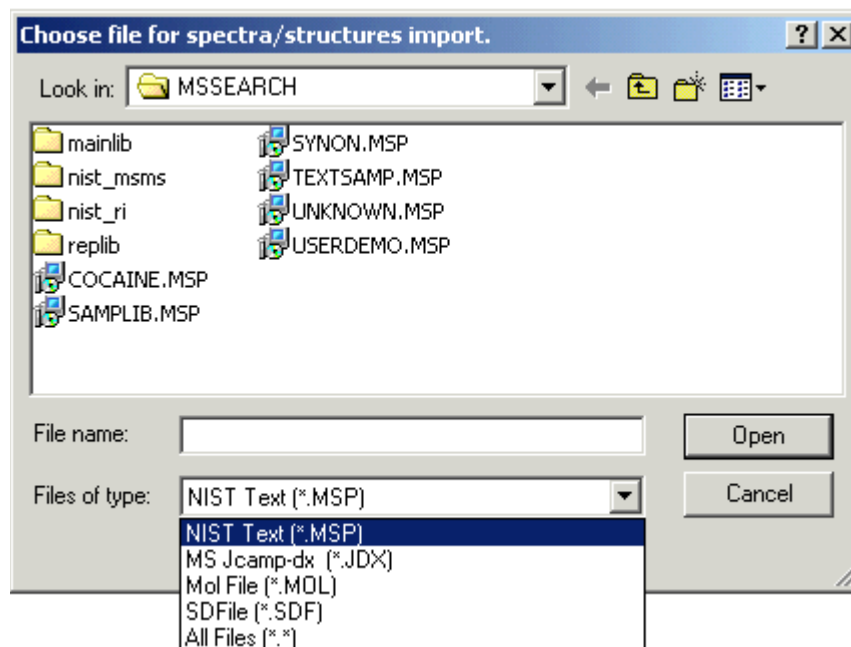 Choose file for spectra/structures import.
Look in: MSSEARCH
mainlib
nist_msms
nist_ri
replib
COCAINE.MSP
SAMPLIB.MSP
SYNON.MSP
TEXTSAMP.MSP
UNKNOWN.MSP
USERDEMO.MSP
File name:
Open
Files of type: NIST Text (*.MSP)
Cancel
NIST Text (*.MSP)
MS Jcamp-dx (*.JDX)
Mol File (*.MOL)
SDFile (*.SDF)
All Files (*.*)